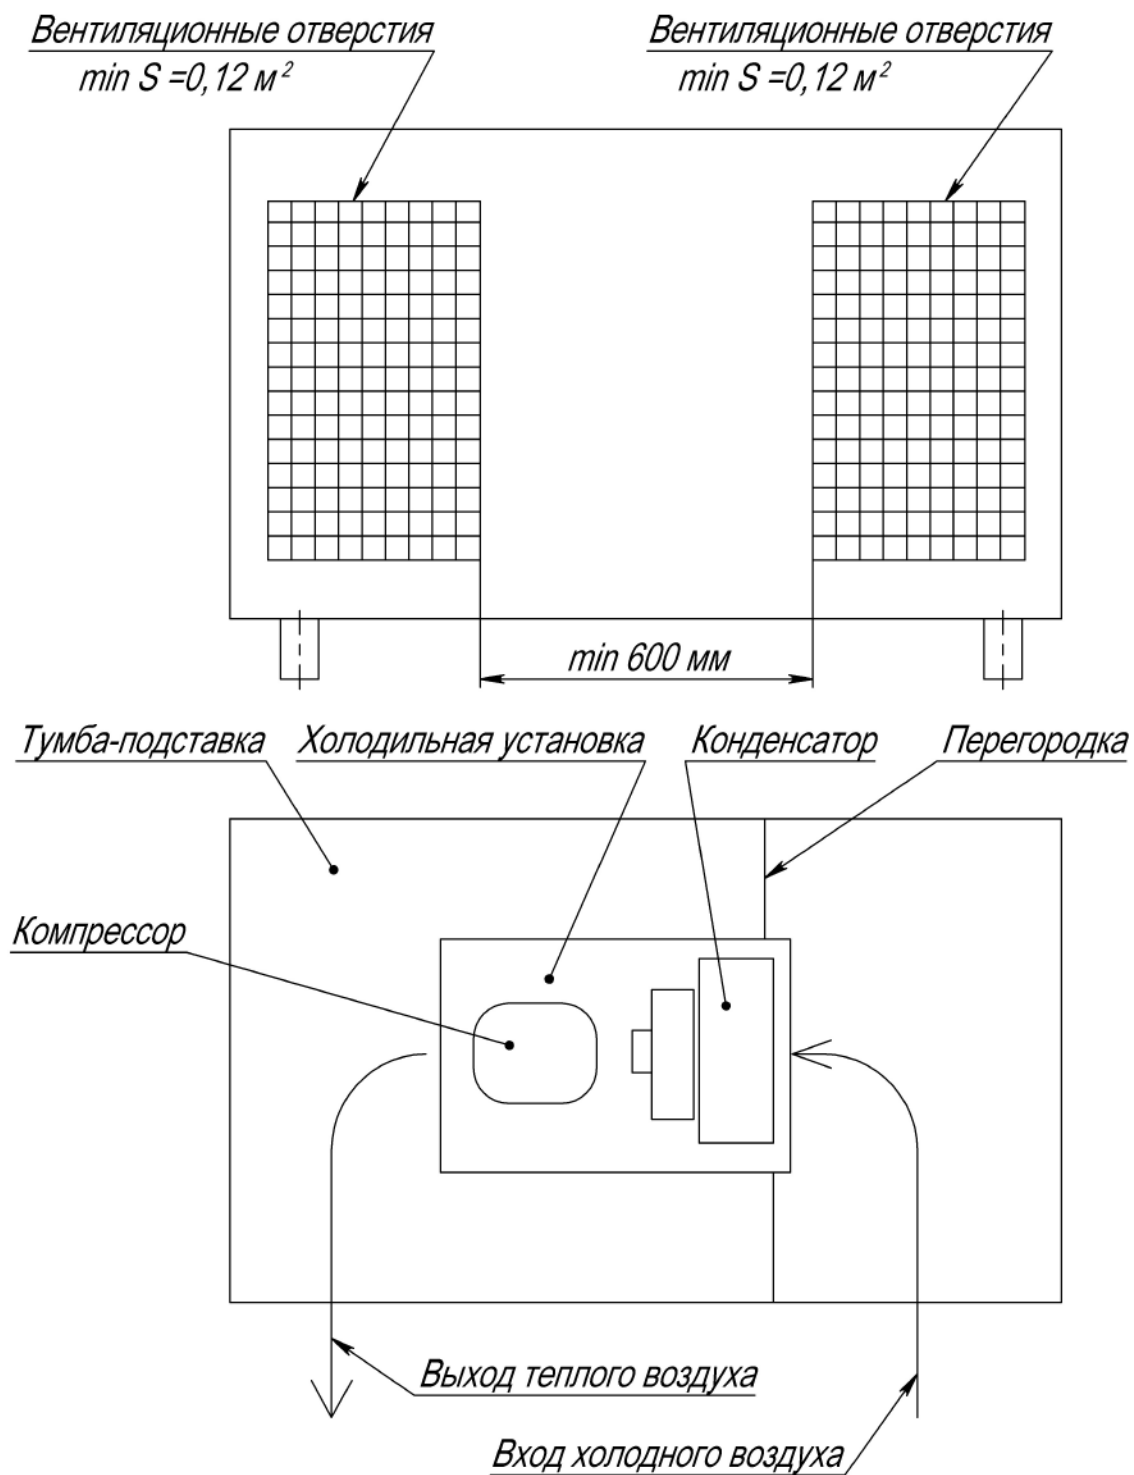 Вентиляционные отверстия
min S =0,12 м²
Вентиляционные отверстия
min S =0,12 м²
min 600 мм
Тумба-подставка
Холодильная установка
Конденсатор
Перегородка
Компрессор
Выход теплого воздуха
Вход холодного воздуха